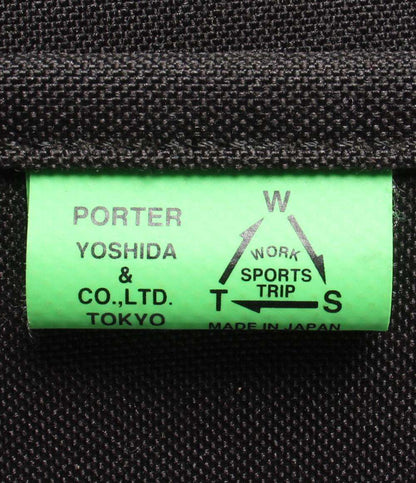 PORTER
YOSHIDA
&
CO.,LTD.
TOKYO
W
WORK
SPORTS
TRIP
T S
MADE IN JAPAN